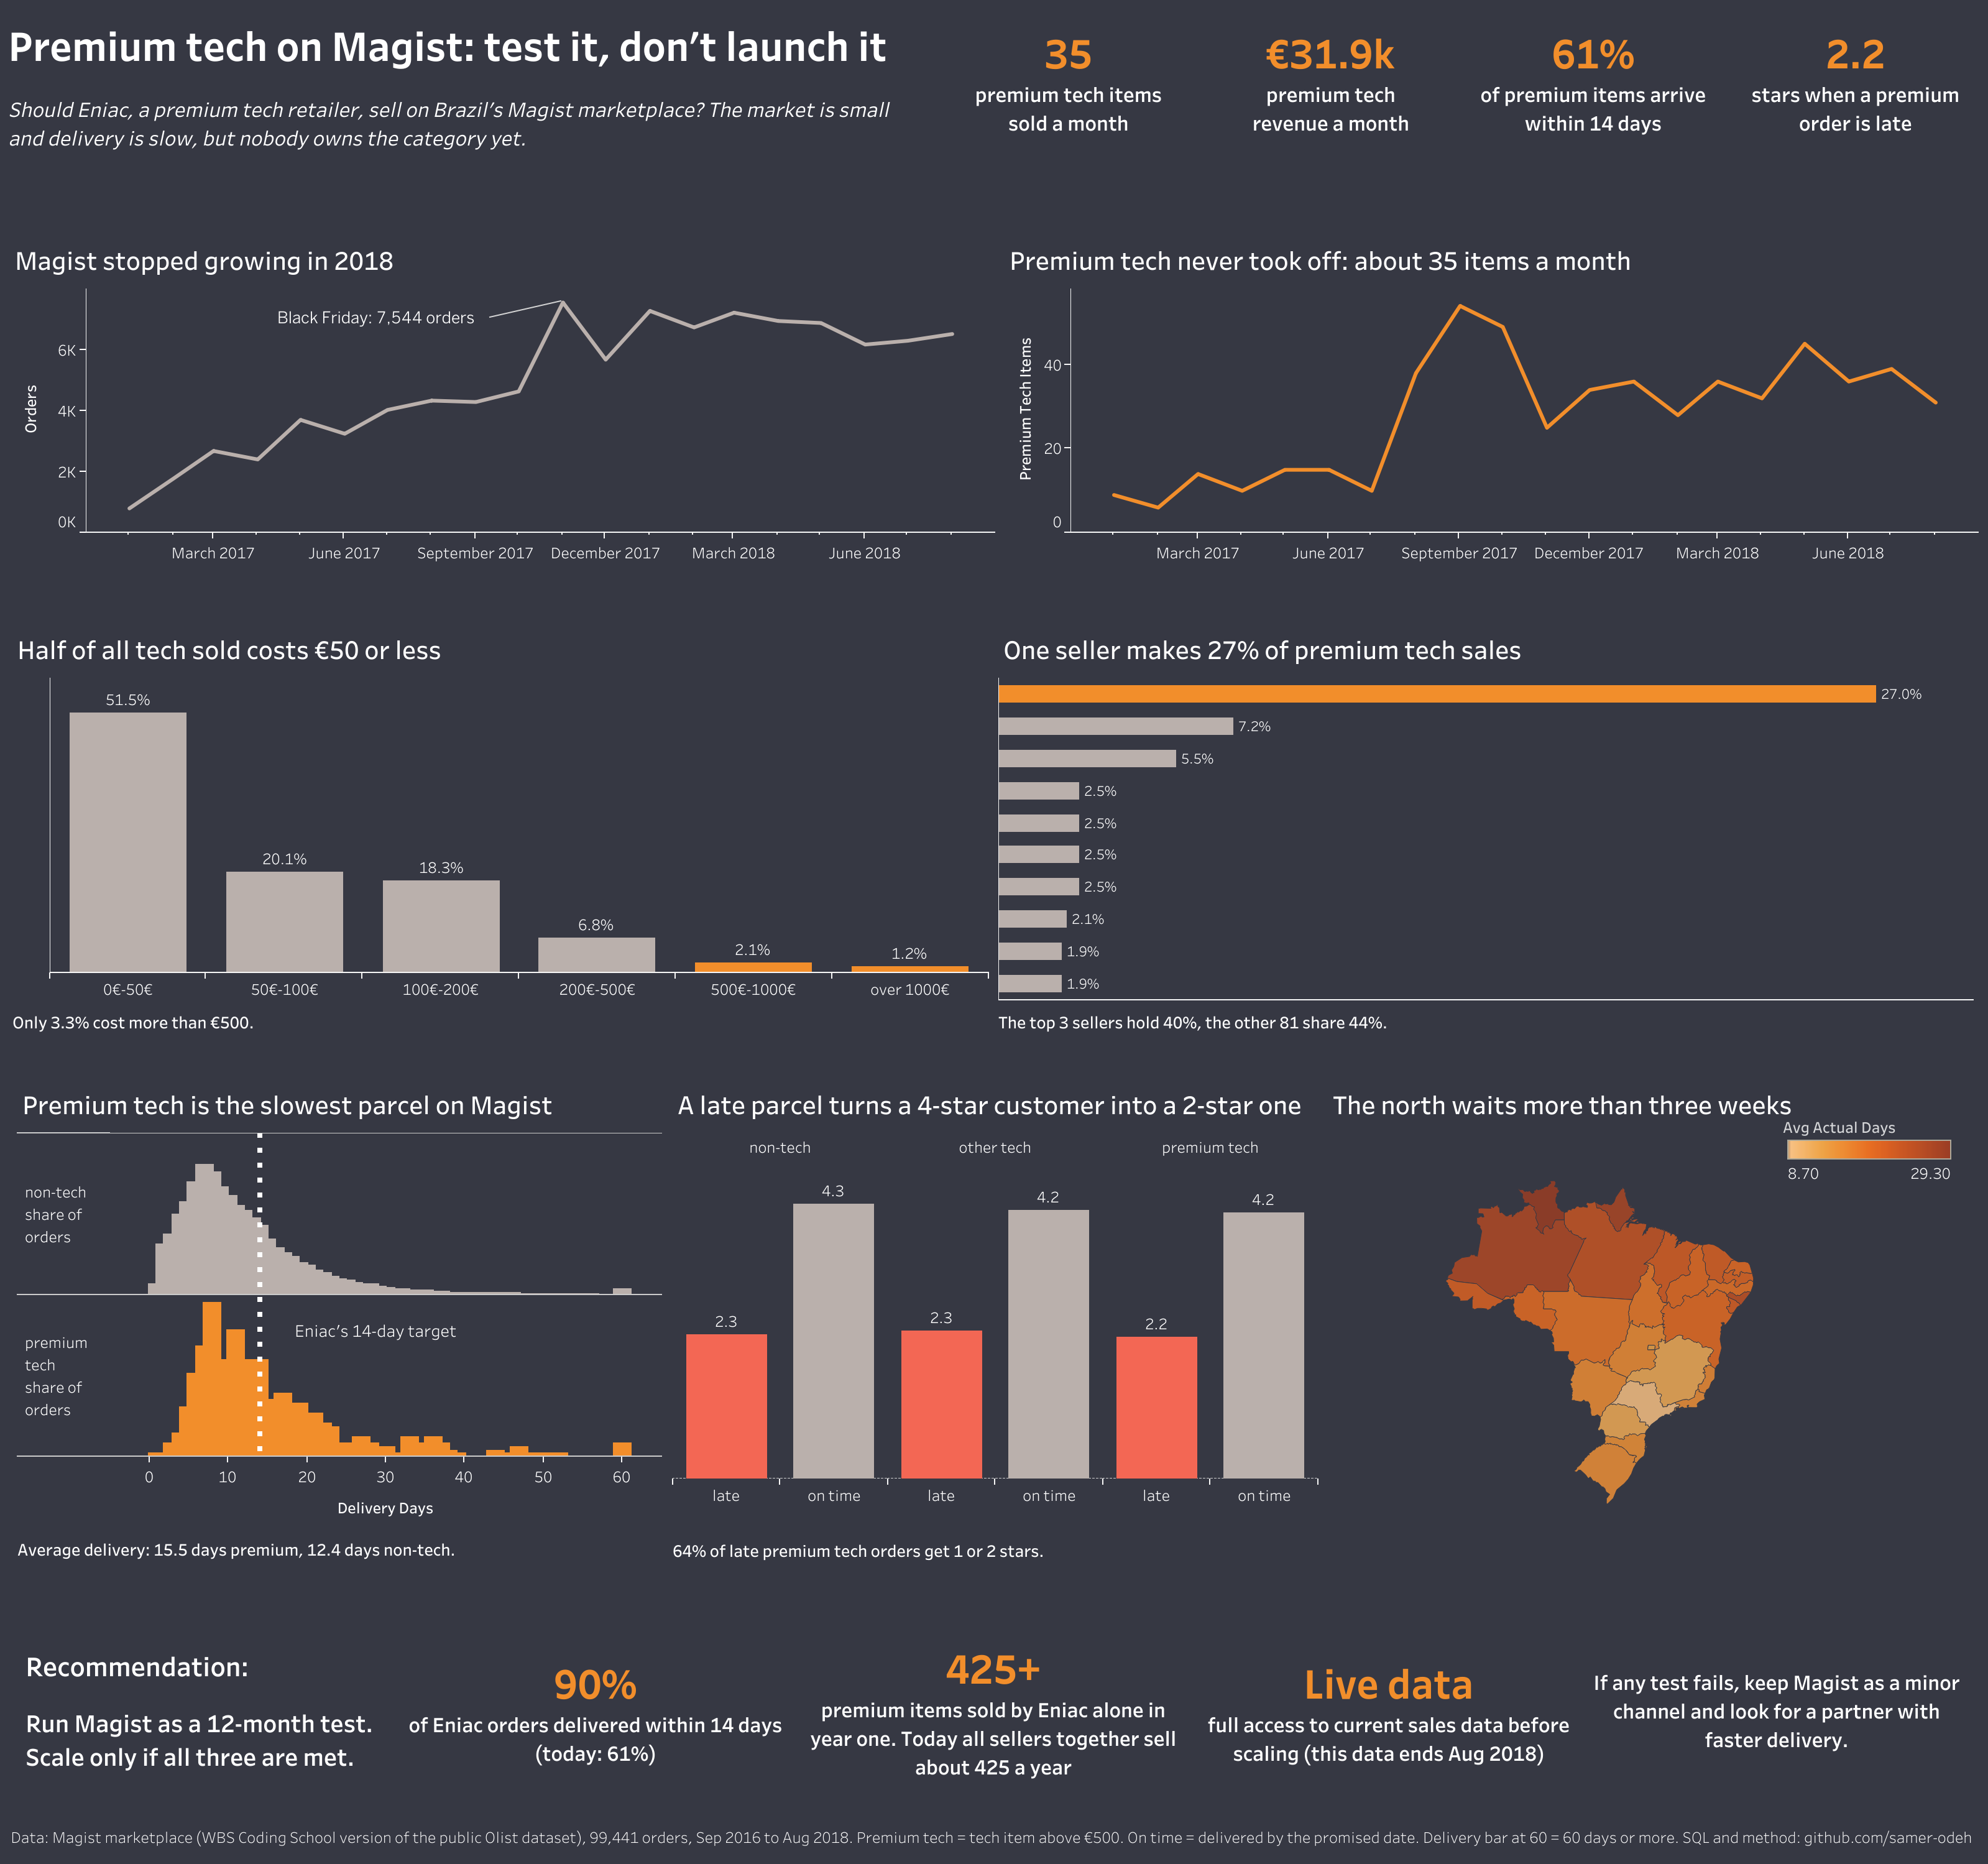 Premium tech on Magist: test it, don’t launch it
Should Eniac, a premium tech retailer, sell on Brazil’s Magist marketplace? The market is small
and delivery is slow, but nobody owns the category yet.
35
premium tech items
sold a month
€31.9k
premium tech
revenue a month
61%
of premium items arrive
within 14 days
2.2
stars when a premium
order is late
Magist stopped growing in 2018
Black Friday: 7,544 orders
Orders
6K
4K
2K
0K
March 2017
June 2017
September 2017
December 2017
March 2018
June 2018
Premium tech never took off: about 35 items a month
Premium Tech Items
40
20
0
March 2017
June 2017
September 2017
December 2017
March 2018
June 2018
Half of all tech sold costs €50 or less
51.5%
20.1%
18.3%
6.8%
2.1%
1.2%
0€-50€
50€-100€
100€-200€
200€-500€
500€-1000€
over 1000€
Only 3.3% cost more than €500.
One seller makes 27% of premium tech sales
27.0%
7.2%
5.5%
2.5%
2.5%
2.5%
2.5%
2.1%
1.9%
1.9%
The top 3 sellers hold 40%, the other 81 share 44%.
Premium tech is the slowest parcel on Magist
non-tech
share of
orders
premium
tech
share of
orders
Eniac’s 14-day target
0
10
20
30
40
50
60
Delivery Days
Average delivery: 15.5 days premium, 12.4 days non-tech.
A late parcel turns a 4-star customer into a 2-star one
non-tech
other tech
premium tech
2.3
4.3
2.3
4.2
2.2
4.2
late
on time
late
on time
late
on time
64% of late premium tech orders get 1 or 2 stars.
The north waits more than three weeks
Avg Actual Days
8.70
29.30
Recommendation:
Run Magist as a 12-month test.
Scale only if all three are met.
90%
of Eniac orders delivered within 14 days
(today: 61%)
425+
premium items sold by Eniac alone in
year one. Today all sellers together sell
about 425 a year
Live data
full access to current sales data before
scaling (this data ends Aug 2018)
If any test fails, keep Magist as a minor
channel and look for a partner with
faster delivery.
Data: Magist marketplace (WBS Coding School version of the public Olist dataset), 99,441 orders, Sep 2016 to Aug 2018. Premium tech = tech item above €500. On time = delivered by the promised date. Delivery bar at 60 = 60 days or more. SQL and method: github.com/samer-odeh